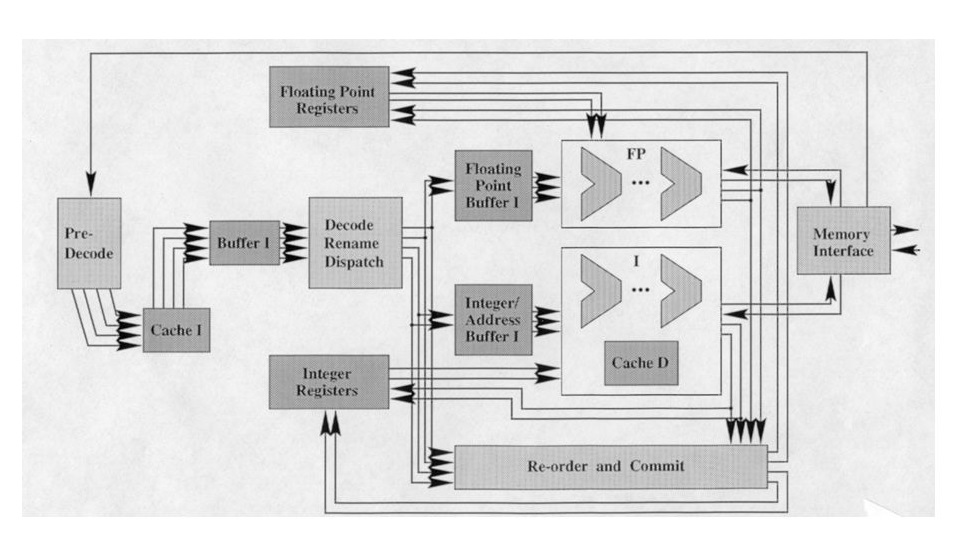 Floating Point
Registers
FP
Floating
Point
Buffer I
Pre-
Decode
Buffer I
Decode
Rename
Dispatch
Memory
Interface
I
Cache I
Integer/
Address
Buffer I
Cache D
Integer
Registers
Re-order and Commit